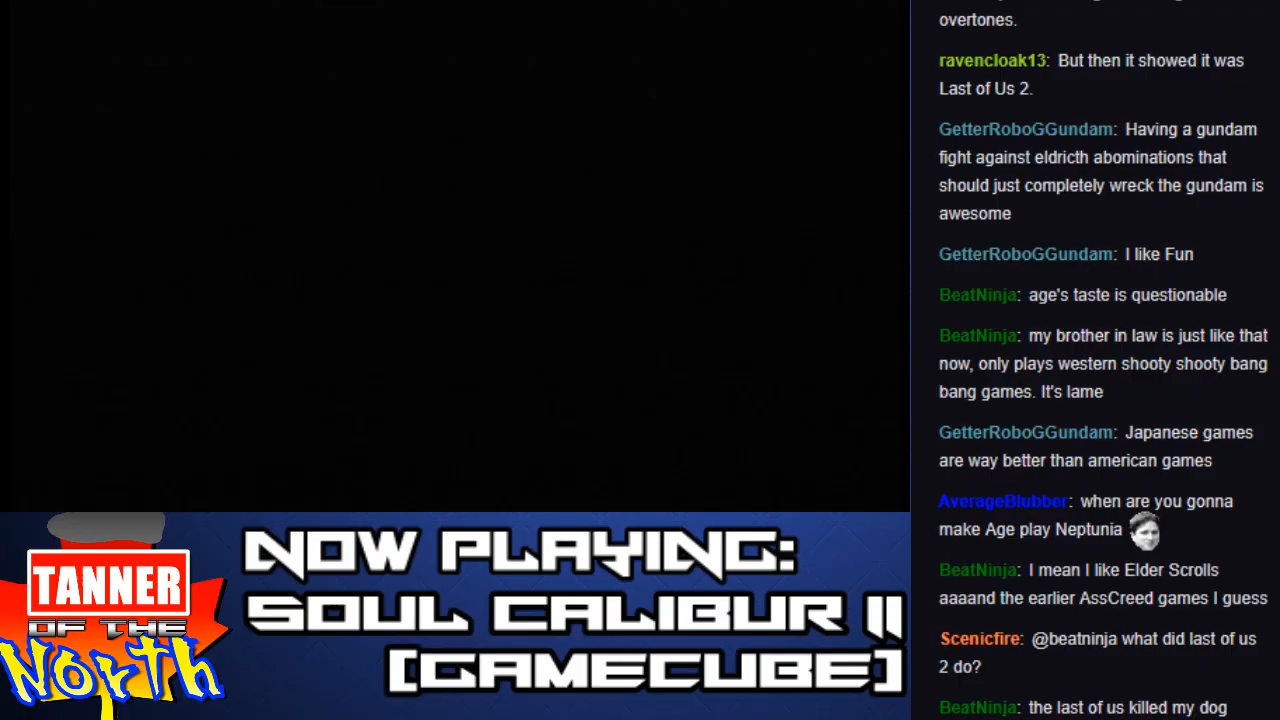 overtones.
ravencloak13: But then it showed it was
Last of Us 2.
GetterRoboGGundam: Having a gundam
fight against eldricth abominations that
should just completely wreck the gundam is
awesome
GetterRoboGGundam: I like Fun
BeatNinja: age's taste is questionable
BeatNinja: my brother in law is just like that
now, only plays western shooty shooty bang
bang games. It's lame
GetterRoboGGundam: Japanese games
are way better than american games
AverageBlubber: when are you gonna
make Age play Neptunia
BeatNinja: I mean I like Elder Scrolls
aaaand the earlier AssCreed games I guess
Scenicfire: @beatninja what did last of us
2 do?
BeatNinja: the last of us killed my dog
TANNER
OF THE
North
NOW PLAYING:
SOUL CALIBUR II
[GAMECUBE]